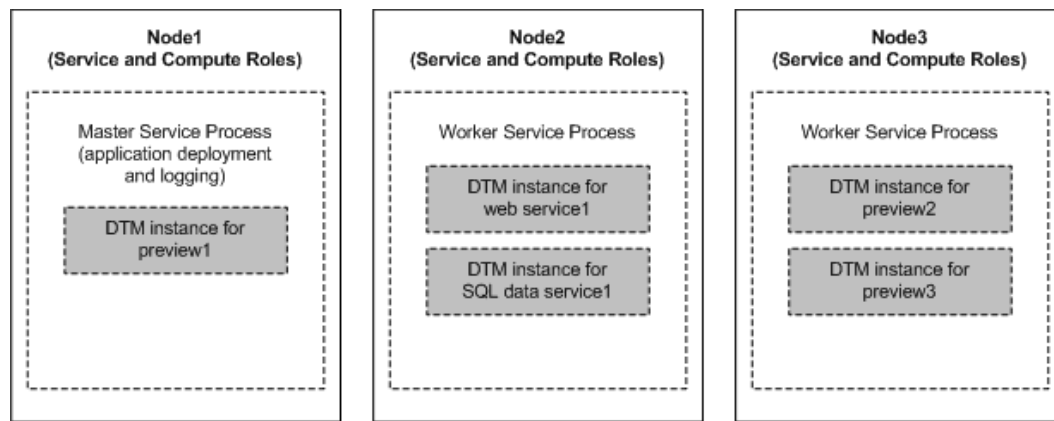 Node1
(Service and Compute Roles)
Master Service Process
(application deployment
and logging)
DTM instance for
preview1
Node2
(Service and Compute Roles)
Worker Service Process
DTM instance for
web service1
DTM instance for
SQL data service1
Node3
(Service and Compute Roles)
Worker Service Process
DTM instance for
preview2
DTM instance for
preview3